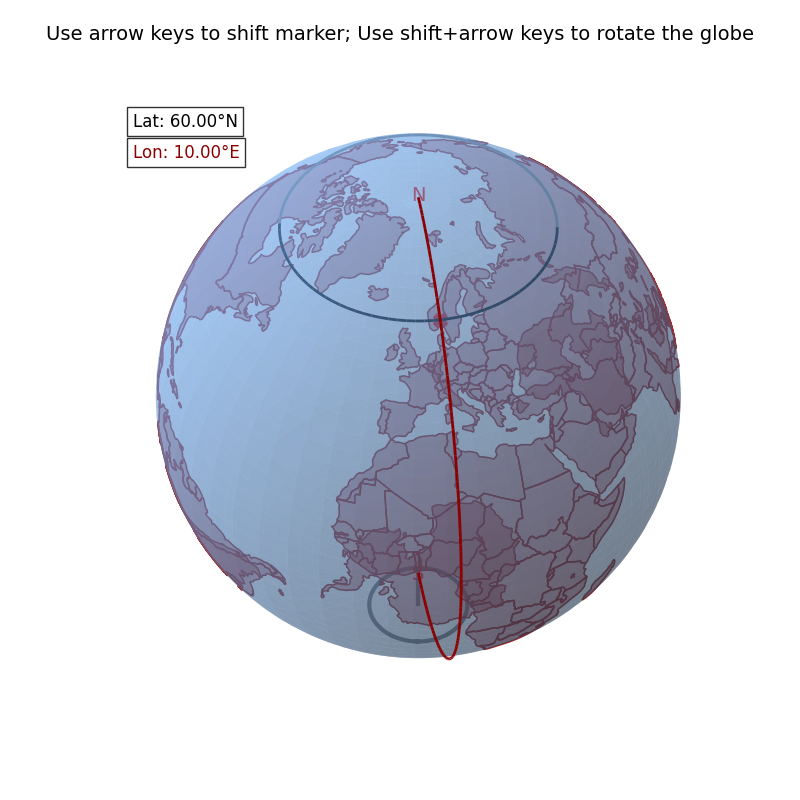 Use arrow keys to shift marker; Use shift+arrow keys to rotate the globe
Lat: 60.00°N
Lon: 10.00°E
N